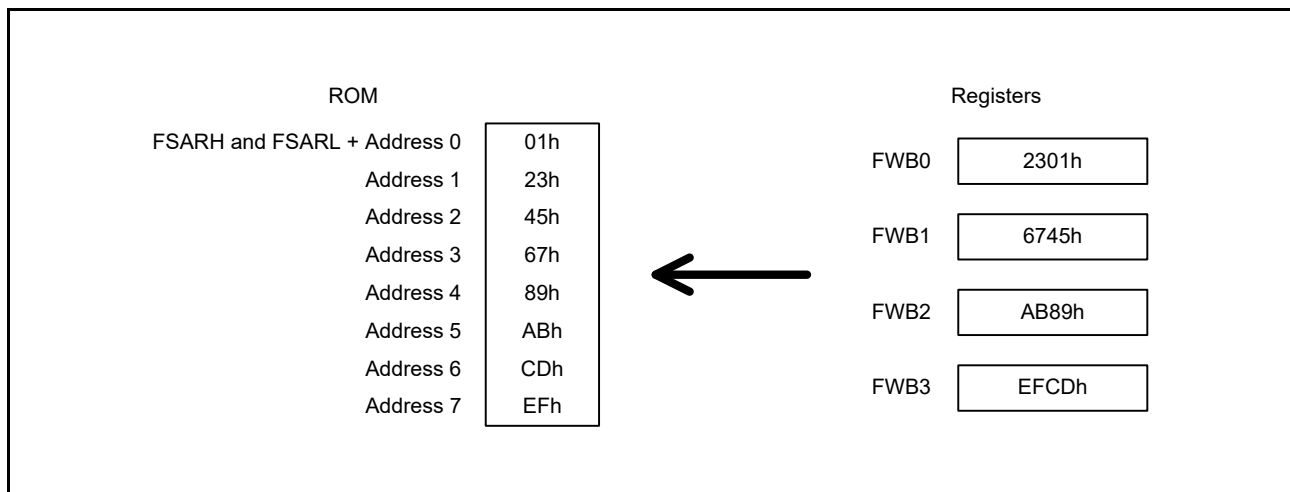 ROM
FSARH and FSARL + Address 0 01h
Address 1 23h
Address 2 45h
Address 3 67h
Address 4 89h
Address 5 ABh
Address 6 CDh
Address 7 EFh
Registers
FWB0 2301h
FWB1 6745h
FWB2 AB89h
FWB3 EFCDh